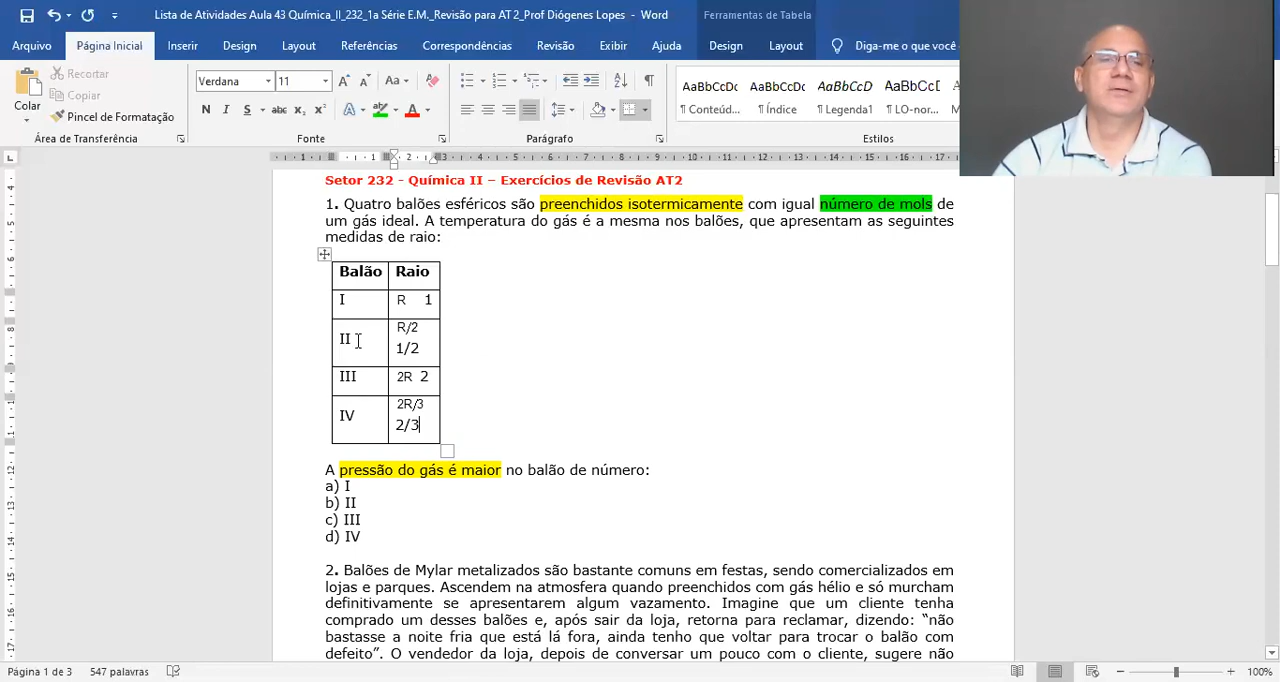 Lista de Atividades Aula 43 Química_II_232_1a Série E.M._Revisão para AT2_Prof Diógenes Lopes - Word
Ferramentas de Tabela
Arquivo Página Inicial Inserir Design Layout Referências Correspondências Revisão Exibir Ajuda Design Layout Diga-me o que você
Colar
Recortar
Copiar
Pincel de Formatação
Área de Transferência
Verdana 11
N I S abc x₂ x²
Fonte
Parágrafo
AaBbCcDc AaBbCcDc AaBbCcD AaBbCcD
¶ Conteúd... ¶ Índice ¶ Legenda1 ¶ LO-nor...
Estilos
Setor 232 - Química II – Exercícios de Revisão AT2
1. Quatro balões esféricos são preenchidos isotermicamente com igual número de mols de
um gás ideal. A temperatura do gás é a mesma nos balões, que apresentam as seguintes
medidas de raio:
Balão Raio
I R 1
II R/2
1/2
III 2R 2
IV 2R/3
2/3
A pressão do gás é maior no balão de número:
a) I
b) II
c) III
d) IV
2. Balões de Mylar metalizados são bastante comuns em festas, sendo comercializados em
lojas e parques. Ascendem na atmosfera quando preenchidos com gás hélio e só murcham
definitivamente se apresentarem algum vazamento. Imagine que um cliente tenha
comprado um desses balões e, após sair da loja, retorna para reclamar, dizendo: “não
bastasse a noite fria que está lá fora, ainda tenho que voltar para trocar o balão com
defeito”. O vendedor da loja, depois de conversar um pouco com o cliente, sugere não
Página 1 de 3 547 palavras 100%